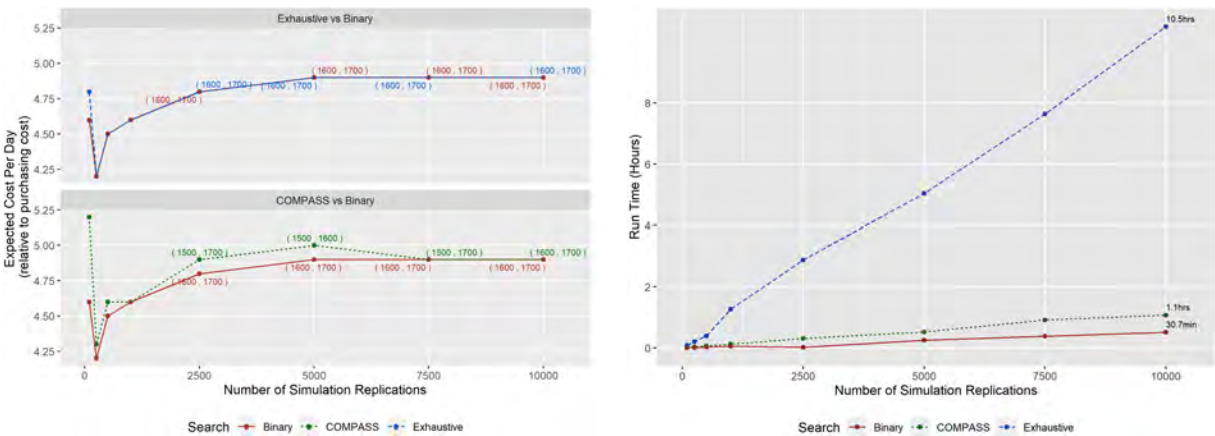 Exhaustive vs Binary
5.25
5.00
4.75
4.50
4.25
( 1600 , 1700 )
( 1600 , 1700 )
( 1600 , 1700 )
( 1600 , 1700 )
( 1600 , 1700 )
( 1600 , 1700 )
( 1600 , 1700 )
( 1600 , 1700 )
COMPASS vs Binary
5.25
5.00
4.75
4.50
4.25
( 1500 , 1700 )
( 1500 , 1600 )
( 1500 , 1700 )
( 1600 , 1700 )
( 1600 , 1700 )
( 1600 , 1700 )
( 1600 , 1700 )
( 1600 , 1700 )
Expected Cost Per Day
(relative to purchasing cost)
0 2500 5000 7500 10000
Number of Simulation Replications
Search Binary COMPASS Exhaustive
10.5hrs
1.1hrs
30.7min
8
6
4
2
0
Run Time (Hours)
0 2500 5000 7500 10000
Number of Simulation Replications
Search Binary COMPASS Exhaustive